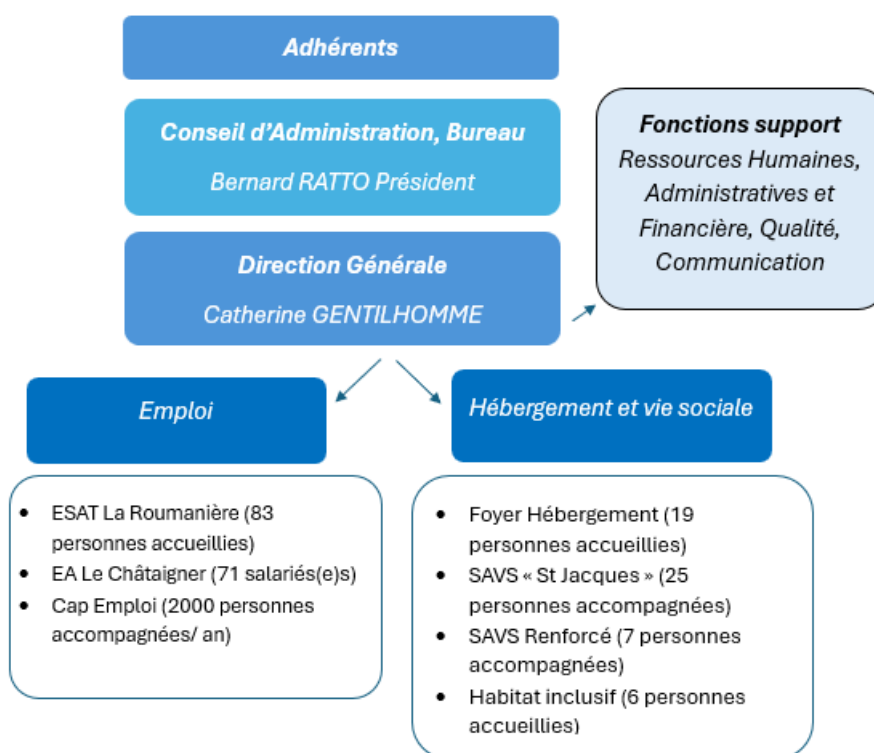 Adhérents
Conseil d'Administration, Bureau
Bernard RATTO Président
Direction Générale
Catherine GENTILHOMME
Fonctions support
Ressources Humaines,
Administratives et
Financière, Qualité,
Communication
Emploi
• ESAT La Roumanière (83
personnes accueillies)
• EA Le Châtaigner (71 salariés(e)s)
• Cap Emploi (2000 personnes
accompagnées/ an)
Hébergement et vie sociale
• Foyer Hébergement (19
personnes accueillies)
• SAVS « St Jacques » (25
personnes accompagnées)
• SAVS Renforcé (7 personnes
accompagnées)
• Habitat inclusif (6 personnes
accueillies)